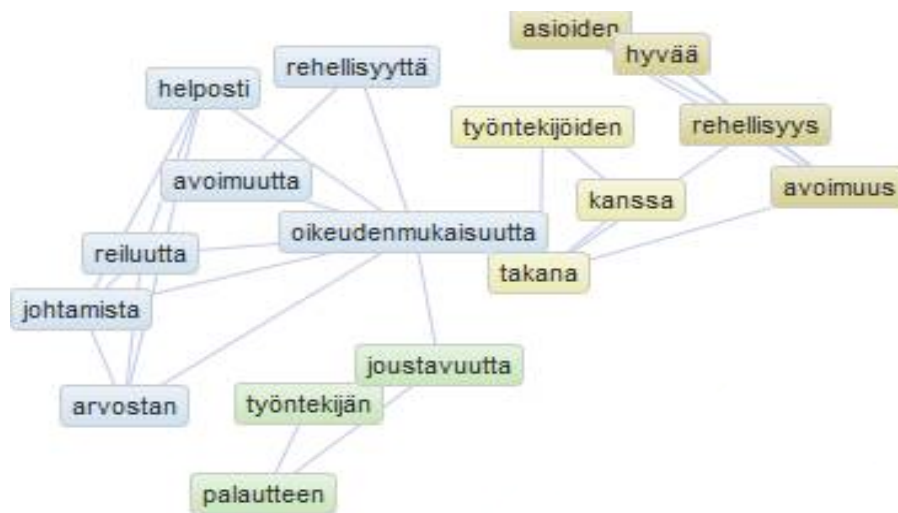 asioiden
hyvää
rehellisyyttä
helposti
rehellisyys
työntekijöiden
avoimuutta
avoimuus
kanssa
oikeudenmukaisuutta
reiluutta
takana
johtamista
joustavuutta
arvostan
työntekijän
palautteen